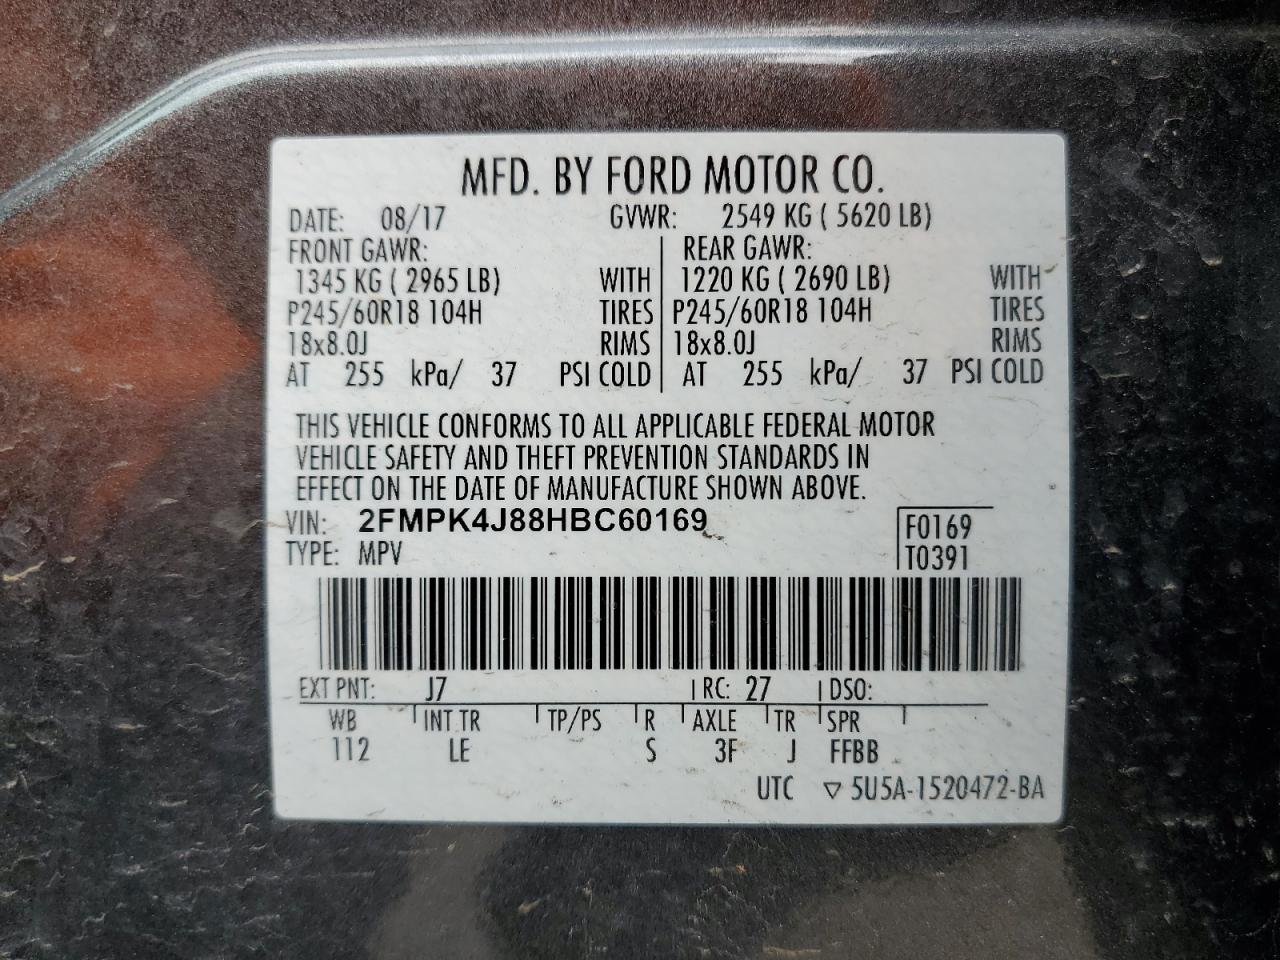 MFD. BY FORD MOTOR CO.
DATE: 08/17 GVWR: 2549 KG ( 5620 LB)
FRONT GAWR: REAR GAWR:
1345 KG ( 2965 LB) WITH 1220 KG ( 2690 LB) WITH
P245/60R18 104H TIRES P245/60R18 104H TIRES
18x8.0J RIMS 18x8.0J RIMS
AT 255 kPa/ 37 PSI COLD AT 255 kPa/ 37 PSI COLD
THIS VEHICLE CONFORMS TO ALL APPLICABLE FEDERAL MOTOR
VEHICLE SAFETY AND THEFT PREVENTION STANDARDS IN
EFFECT ON THE DATE OF MANUFACTURE SHOWN ABOVE.
VIN: 2FMPK4J88HBC60169 F0169
TYPE: MPV T0391
EXT PNT: J7 RC: 27 DSO:
WB INT TR TP/PS R AXLE TR SPR
112 LE S 3F J FFBB
UTC ▽ 5U5A-1520472-BA